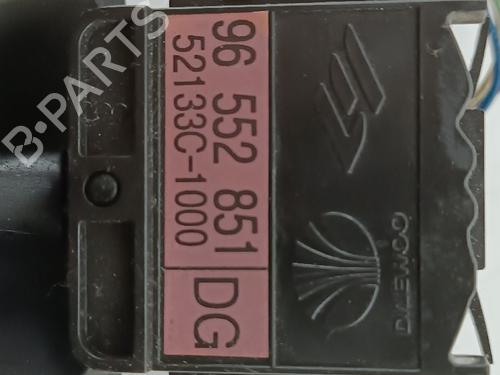 96 552 851
52133C-1000
DG
DAEWOO
B-PARTS